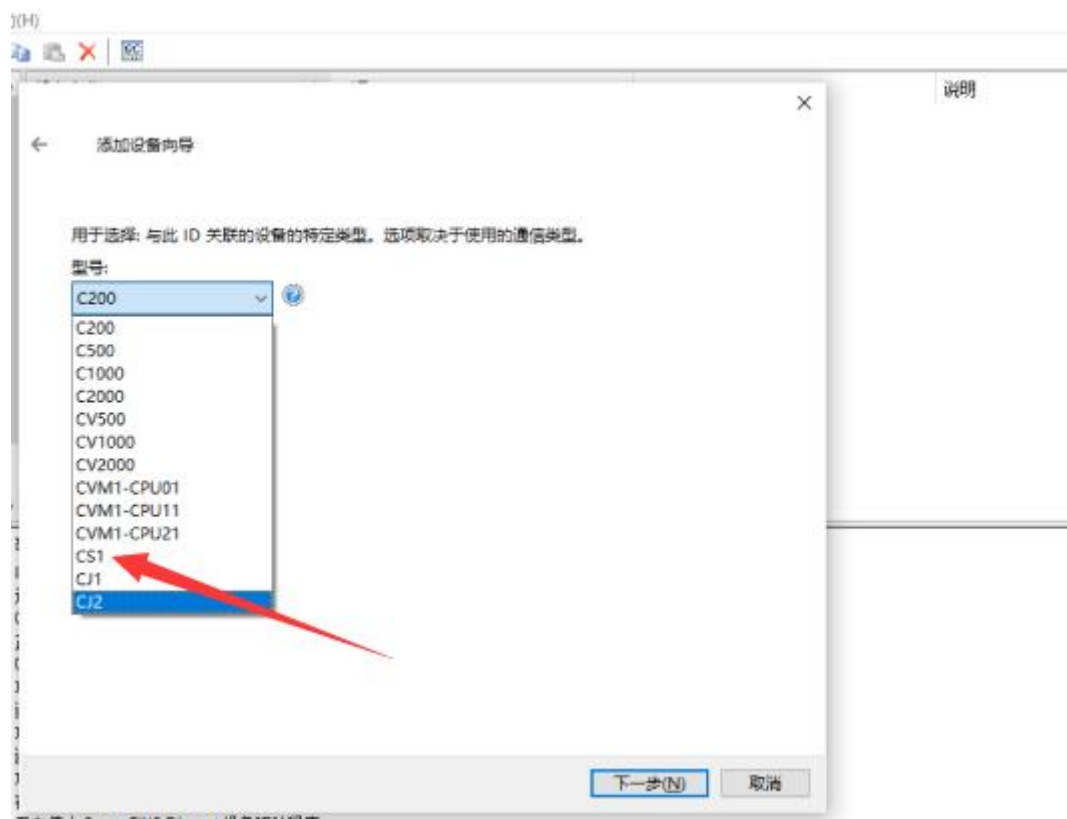 (H)
说明
添加设备向导
用于选择: 与此 ID 关联的设备的特定类型。选项取决于使用的通信类型。
型号:
C200
C200
C500
C1000
C2000
CV500
CV1000
CV2000
CVM1-CPU01
CVM1-CPU11
CVM1-CPU21
CS1
CJ1
CJ2
下一步(N)
取消